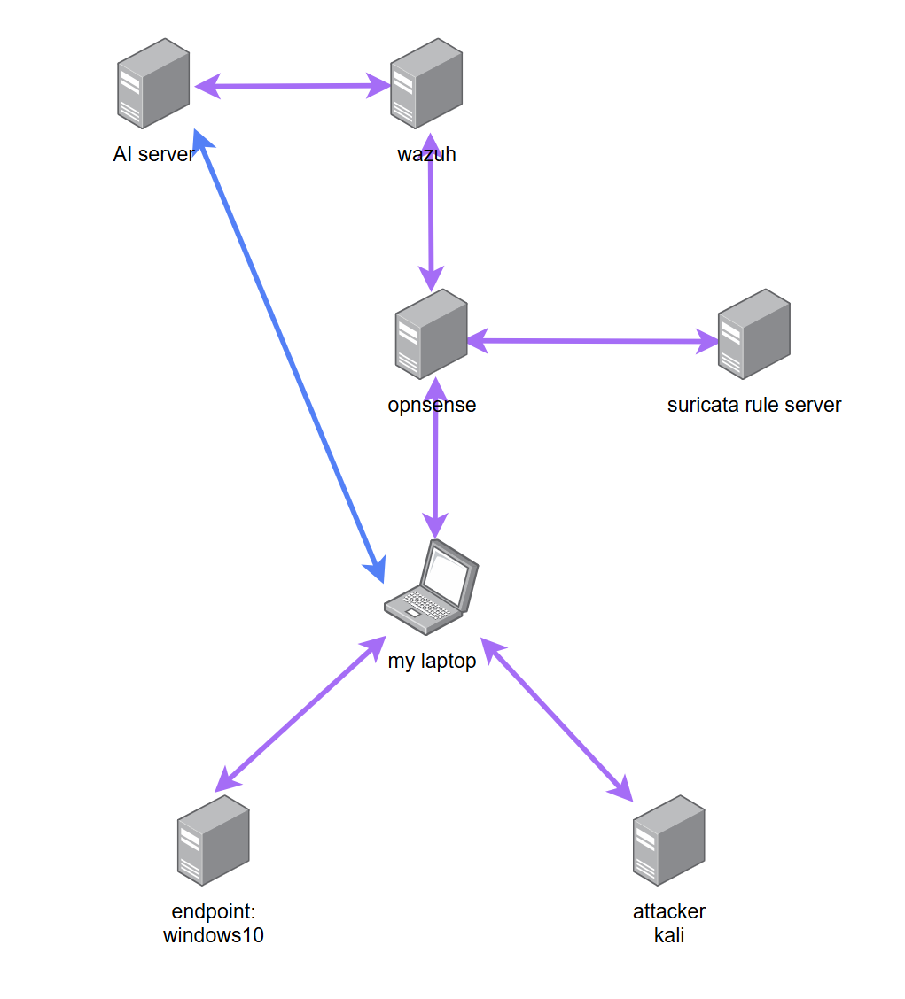 AI server
wazuh
opnsense
suricata rule server
my laptop
endpoint:
windows10
attacker
kali